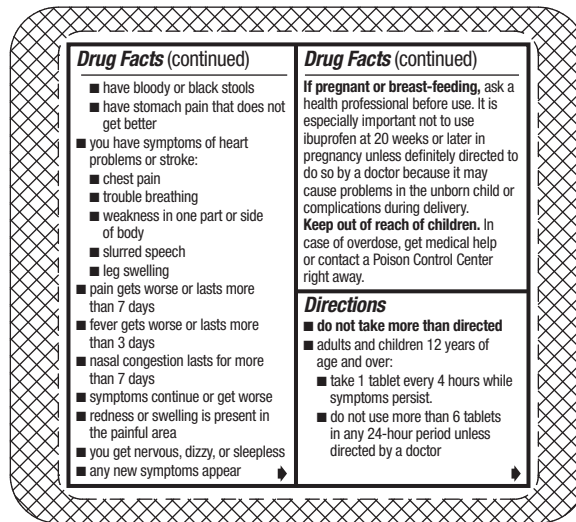 Drug Facts (continued)
■ have bloody or black stools
■ have stomach pain that does not
get better
■ you have symptoms of heart
problems or stroke:
■ chest pain
■ trouble breathing
■ weakness in one part or side
of body
■ slurred speech
■ leg swelling
■ pain gets worse or lasts more
than 7 days
■ fever gets worse or lasts more
than 3 days
■ nasal congestion lasts for more
than 7 days
■ symptoms continue or get worse
■ redness or swelling is present in
the painful area
■ you get nervous, dizzy, or sleepless
■ any new symptoms appear
Drug Facts (continued)
If pregnant or breast-feeding, ask a
health professional before use. It is
especially important not to use
ibuprofen at 20 weeks or later in
pregnancy unless definitely directed to
do so by a doctor because it may
cause problems in the unborn child or
complications during delivery.
Keep out of reach of children. In
case of overdose, get medical help
or contact a Poison Control Center
right away.
Directions
■ do not take more than directed
■ adults and children 12 years of
age and over:
■ take 1 tablet every 4 hours while
symptoms persist.
■ do not use more than 6 tablets
in any 24-hour period unless
directed by a doctor